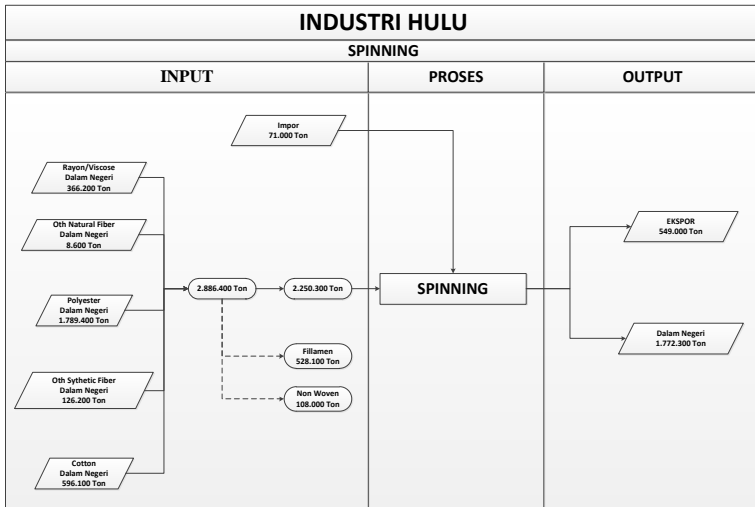 INDUSTRI HULU
SPINNING
INPUT
PROSES
OUTPUT
Impor
71.000 Ton
Rayon/Viscose
Dalam Negeri
366.200 Ton
Oth Natural Fiber
Dalam Negeri
8.600 Ton
Polyester
Dalam Negeri
1.789.400 Ton
Oth Sythetic Fiber
Dalam Negeri
126.200 Ton
Cotton
Dalam Negeri
596.100 Ton
2.886.400 Ton
2.250.300 Ton
Fillamen
528.100 Ton
Non Woven
108.000 Ton
SPINNING
EKSPOR
549.000 Ton
Dalam Negeri
1.772.300 Ton